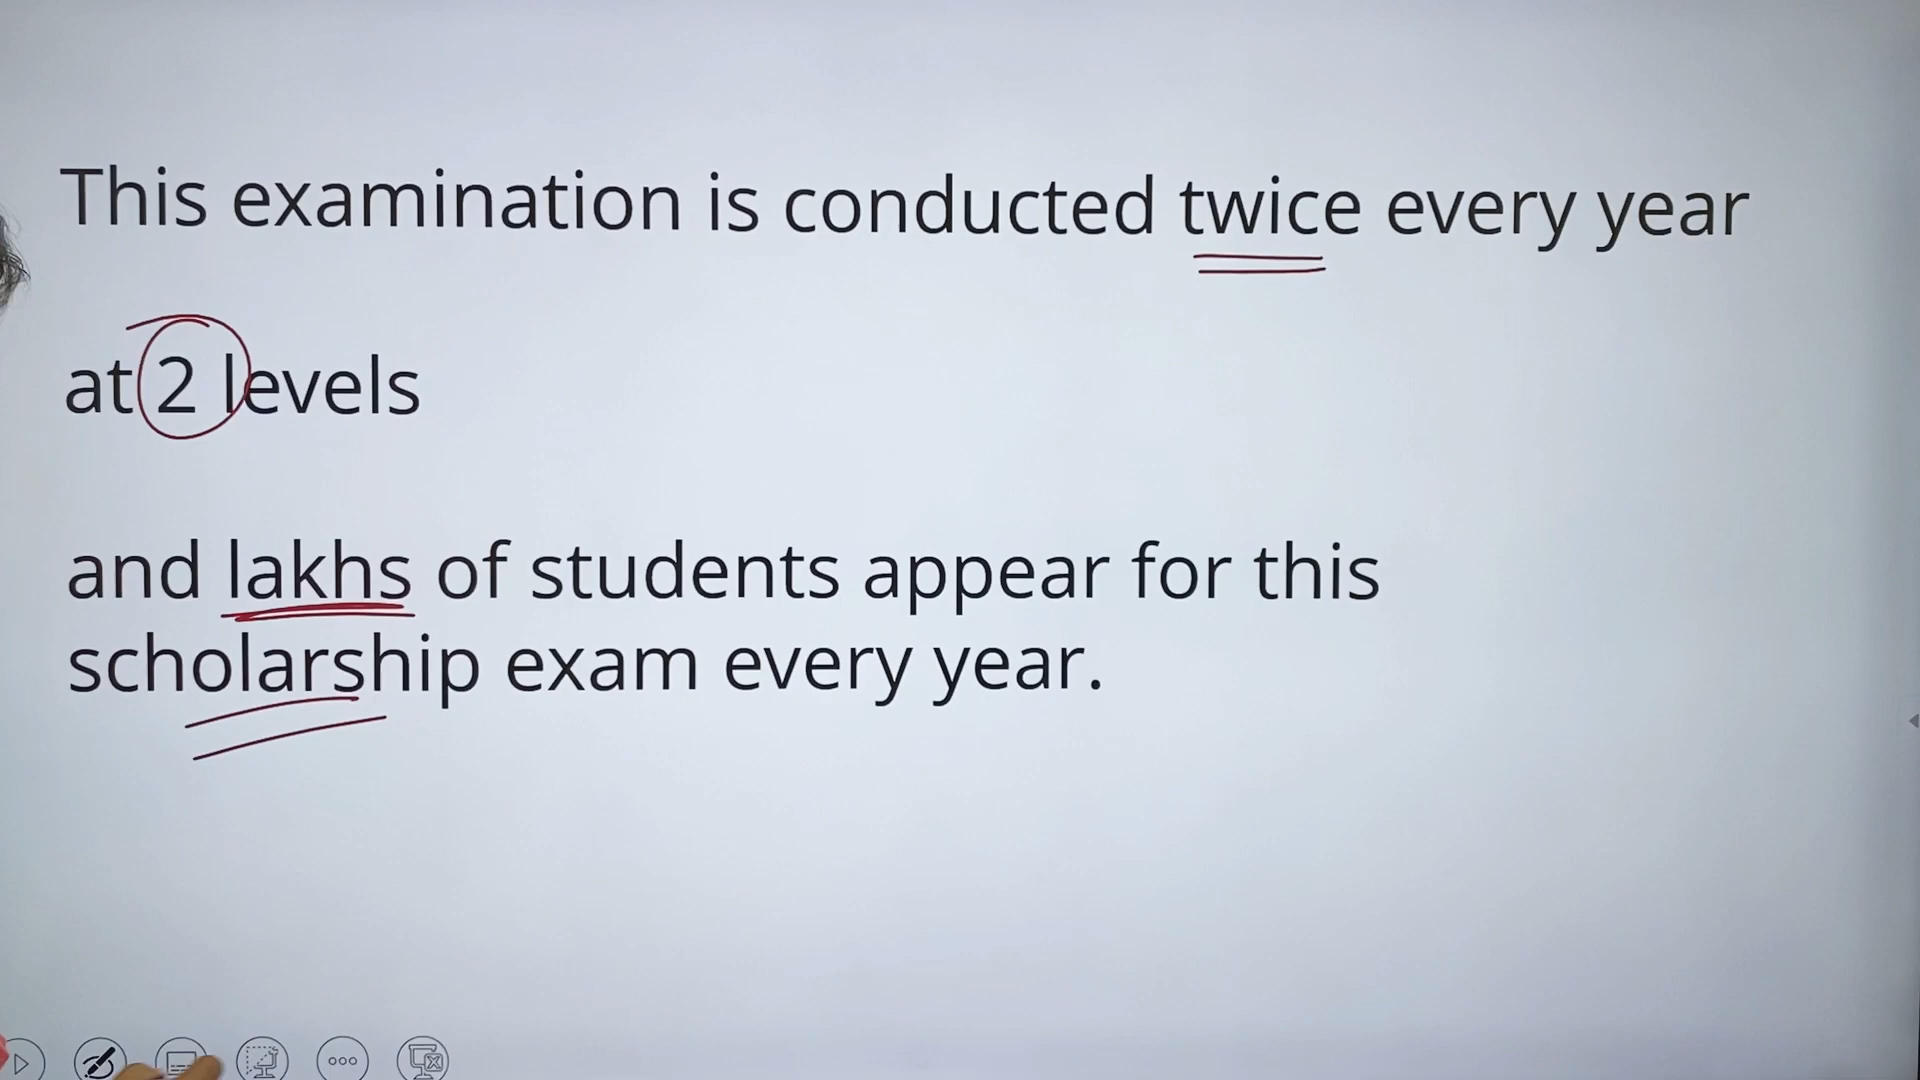 This examination is conducted twice every year
at 2 levels
and lakhs of students appear for this
scholarship exam every year.